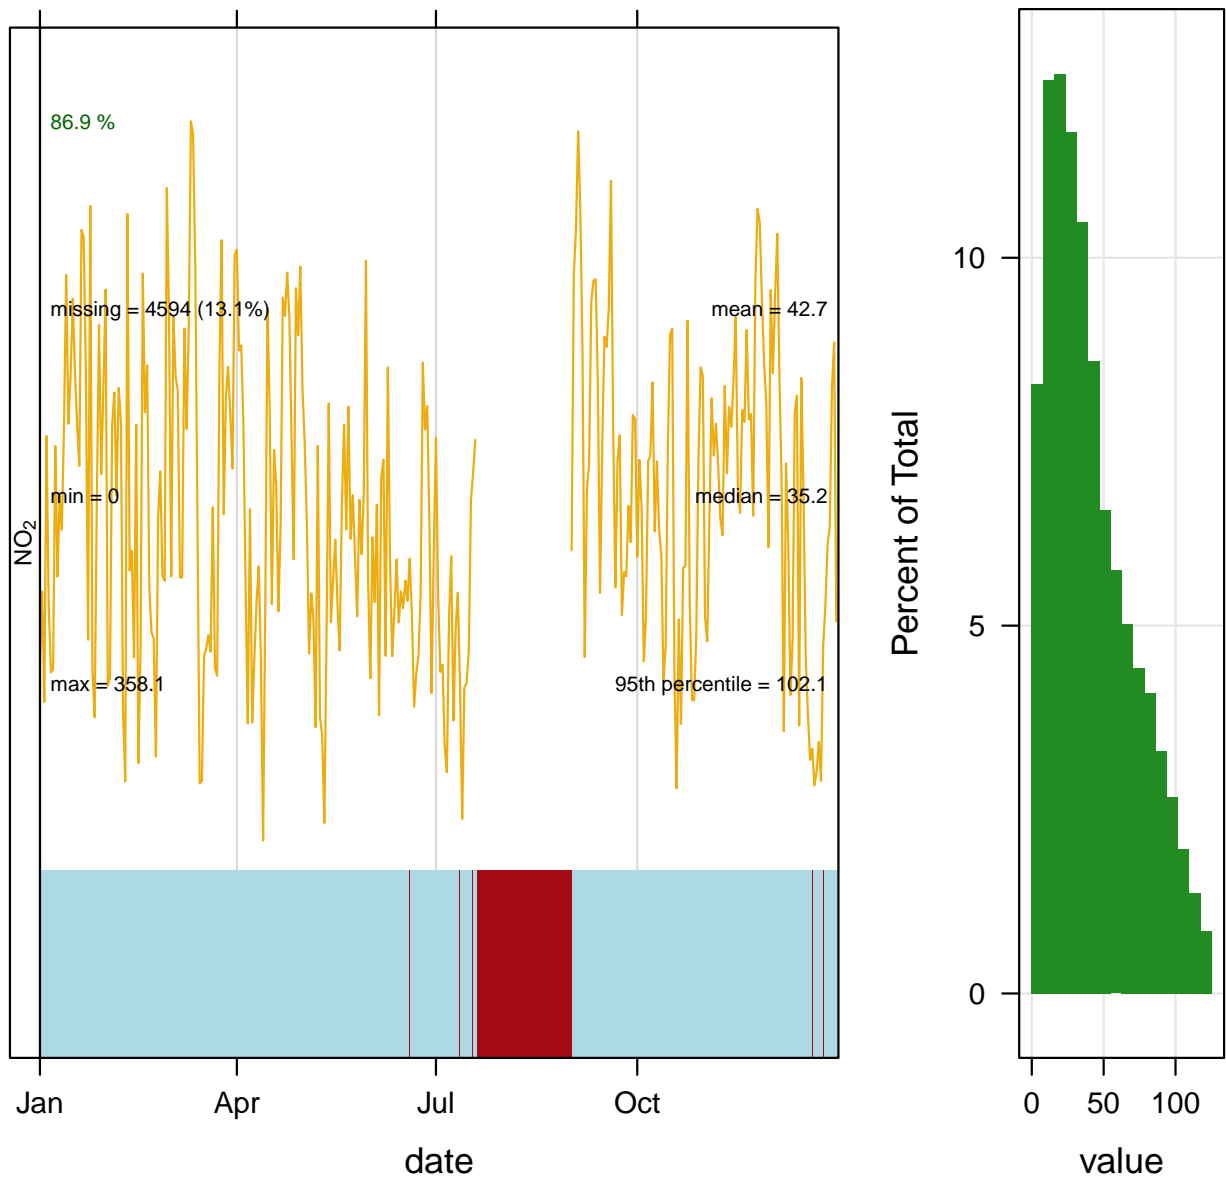 86.9 %
missing = 4594 (13.1%)
mean = 42.7
min = 0
median = 35.2
max = 358.1
95th percentile = 102.1
NO₂
Jan Apr Jul Oct
date
Percent of Total
10
5
0
0 50 100
value